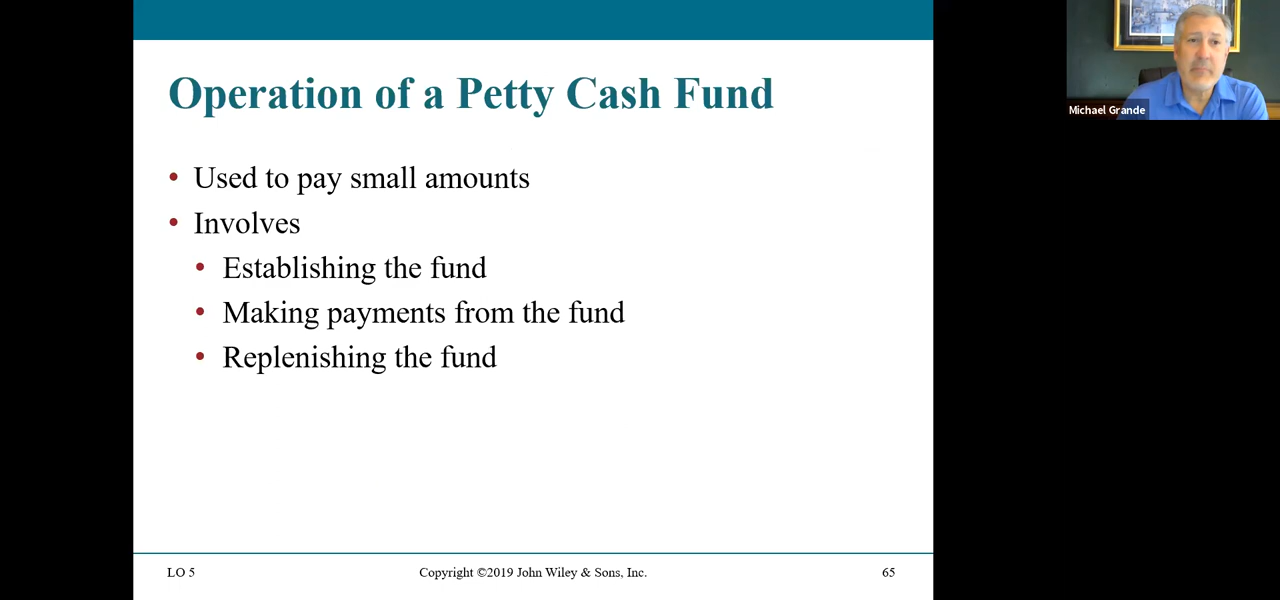 Operation of a Petty Cash Fund
• Used to pay small amounts
• Involves
• Establishing the fund
• Making payments from the fund
• Replenishing the fund
LO 5
Copyright ©2019 John Wiley & Sons, Inc.
65
Michael Grande